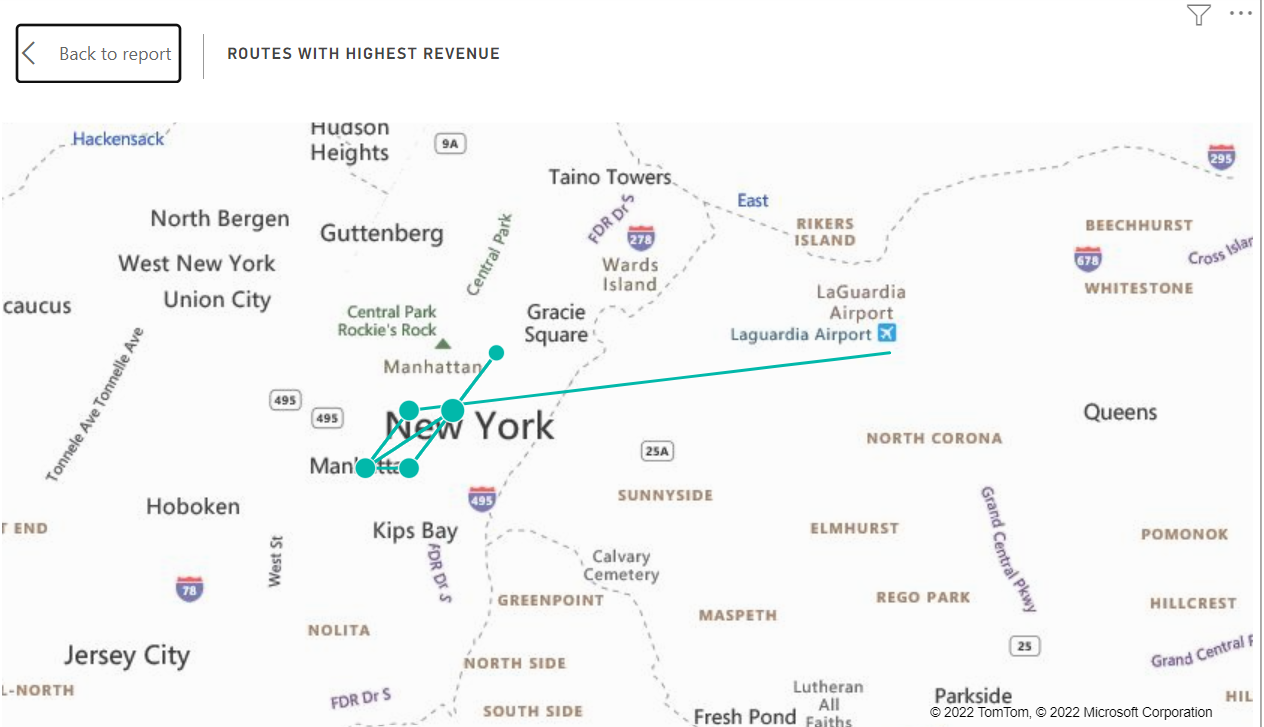 Back to report
ROUTES WITH HIGHEST REVENUE
Hackensack
Hudson
Heights
9A
295
Taino Towers
East
FDR Dr S
278
RIKERS
ISLAND
BEECHHURST
North Bergen
Guttenberg
Central Park
678
Cross Islan
West New York
Wards
Island
WHITESTONE
caucus
Union City
LaGuardia
Airport
Central Park
Rockie's Rock
Gracie
Square
Laguardia Airport
Tonnele Ave Tonnelle Ave
Manhattan
495
495
New York
Queens
NORTH CORONA
25A
495
SUNNYSIDE
Hoboken
T END
Kips Bay
ELMHURST
Grand Central Pkwy
POMONOK
West St
FDR Dr S
Calvary
Cemetery
78
GREENPOINT
MASPETH
REGO PARK
HILLCREST
NOLITA
25
Jersey City
NORTH SIDE
Grand Central P
L-NORTH
FDR Dr S
Lutheran
All
Faiths
Parkside
HIL
SOUTH SIDE
Fresh Pond
© 2022 TomTom, © 2022 Microsoft Corporation